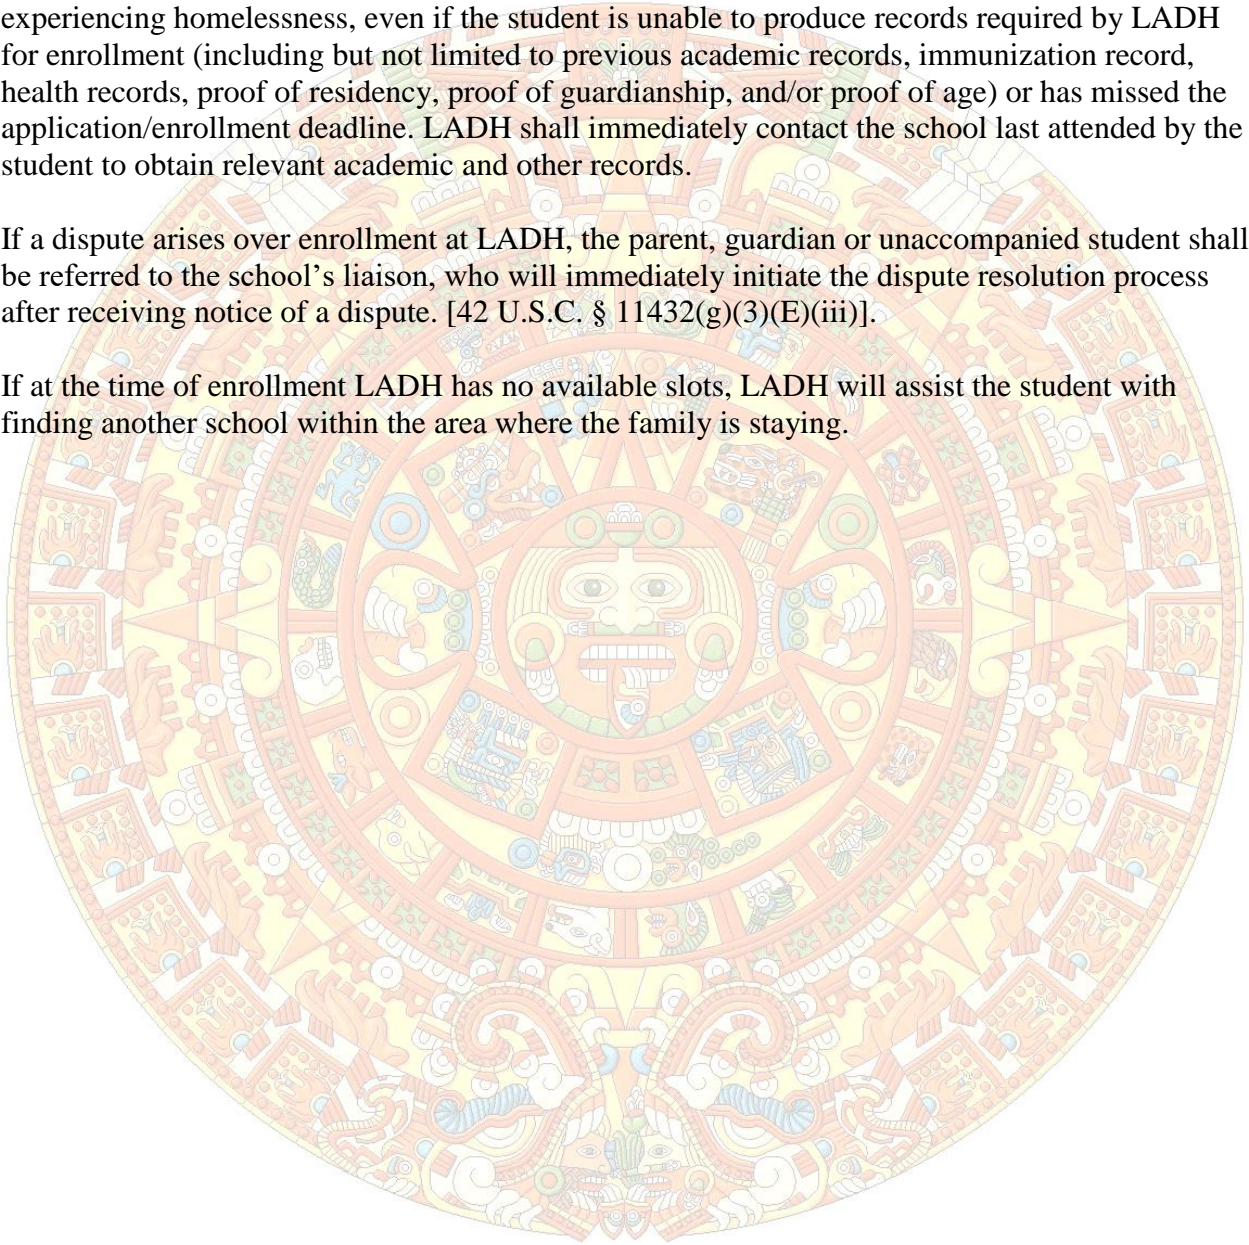 experiencing homelessness, even if the student is unable to produce records required by LADH
for enrollment (including but not limited to previous academic records, immunization record,
health records, proof of residency, proof of guardianship, and/or proof of age) or has missed the
application/enrollment deadline. LADH shall immediately contact the school last attended by the
student to obtain relevant academic and other records.
If a dispute arises over enrollment at LADH, the parent, guardian or unaccompanied student shall
be referred to the school’s liaison, who will immediately initiate the dispute resolution process
after receiving notice of a dispute. [42 U.S.C. § 11432(g)(3)(E)(iii)].
If at the time of enrollment LADH has no available slots, LADH will assist the student with
finding another school within the area where the family is staying.